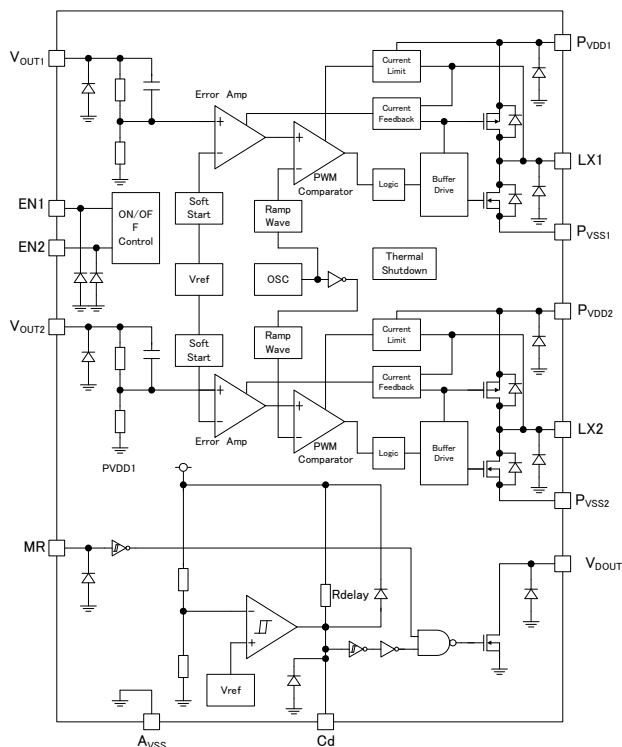 VOUT1
PVDD1
Current
Limit
Error Amp
Current
Feedback
PWM
Comparator
Logic
Buffer
Drive
LX1
EN1
EN2
ON/OF
F
Control
Soft
Start
Ramp
Wave
PVSS1
Vref
OSC
Thermal
Shutdown
VOUT2
PVDD2
Soft
Start
Ramp
Wave
Current
Limit
Current
Feedback
Error Amp
PWM
Comparator
Logic
Buffer
Drive
LX2
PVDD1
PVSS2
MR
VDOUT
Rdelay
Vref
AVSS
Cd